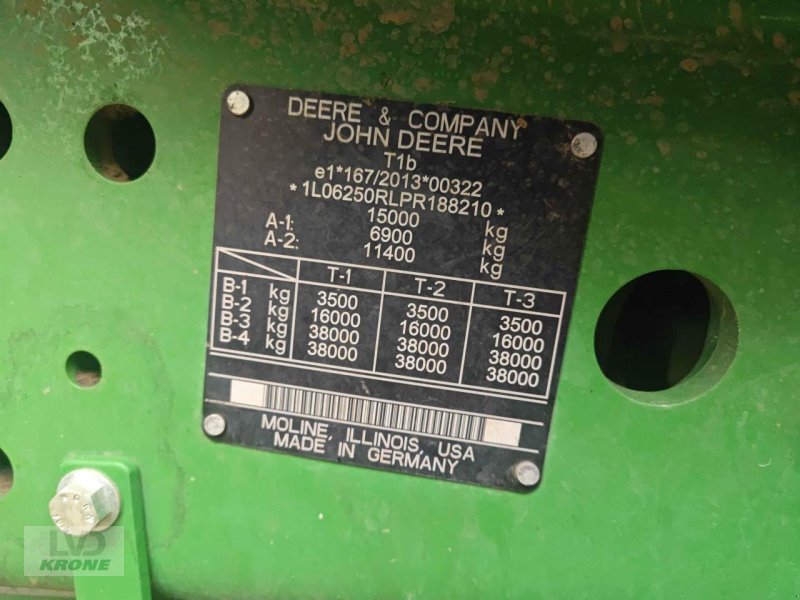 DEERE & COMPANY
JOHN DEERE
T1b
e1*167/2013*00322
*1L06250RLPR188210*
15000 kg
A-1: 6900 kg
A-2: 11400 kg
T-1 T-2 T-3
B-1 kg 3500 3500 3500
B-2 kg 16000 16000 16000
B-3 kg 38000 38000 38000
B-4 kg 38000 38000 38000
MOLINE, ILLINOIS, USA
MADE IN GERMANY
LVD
KRONE